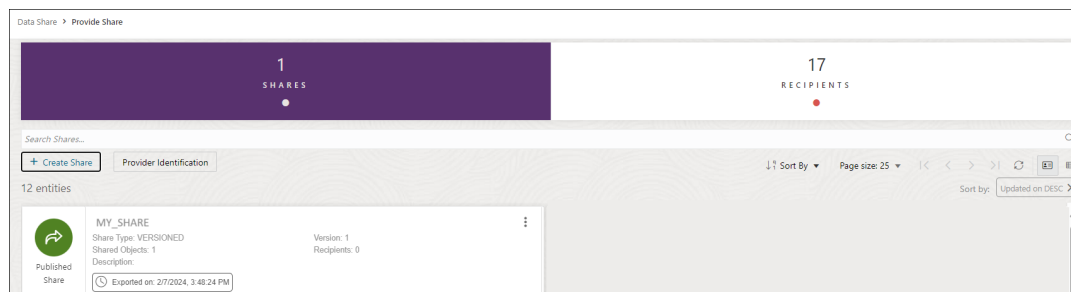 Data Share > Provide Share
1
SHARES
17
RECIPIENTS
Search Shares...
+ Create Share
Provider Identification
Sort By
Page size: 25
12 entities
Sort by: Updated on DESC X
MY_SHARE
Share Type: VERSIONED
Version: 1
Shared Objects: 1
Recipients: 0
Description:
Published
Share
Exported on: 2/7/2024, 3:48:24 PM